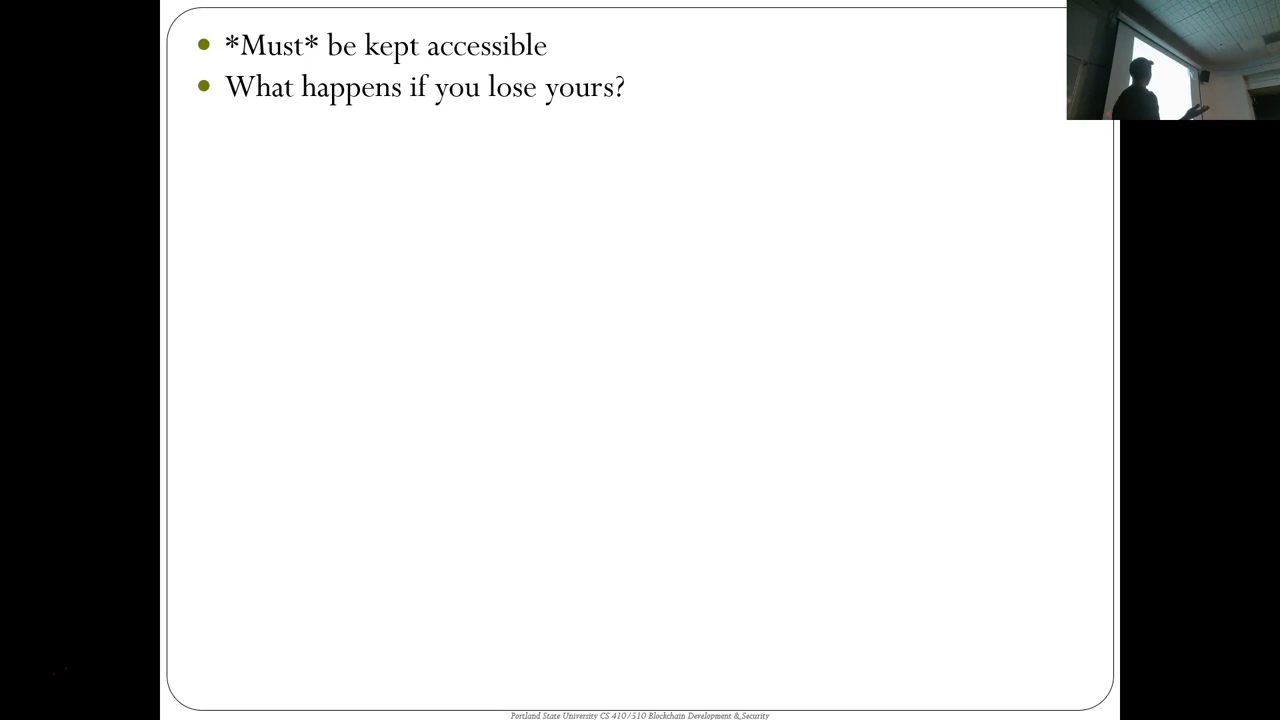 *Must* be kept accessible
What happens if you lose yours?
Portland State University CS 410/510 Blockchain Development & Security